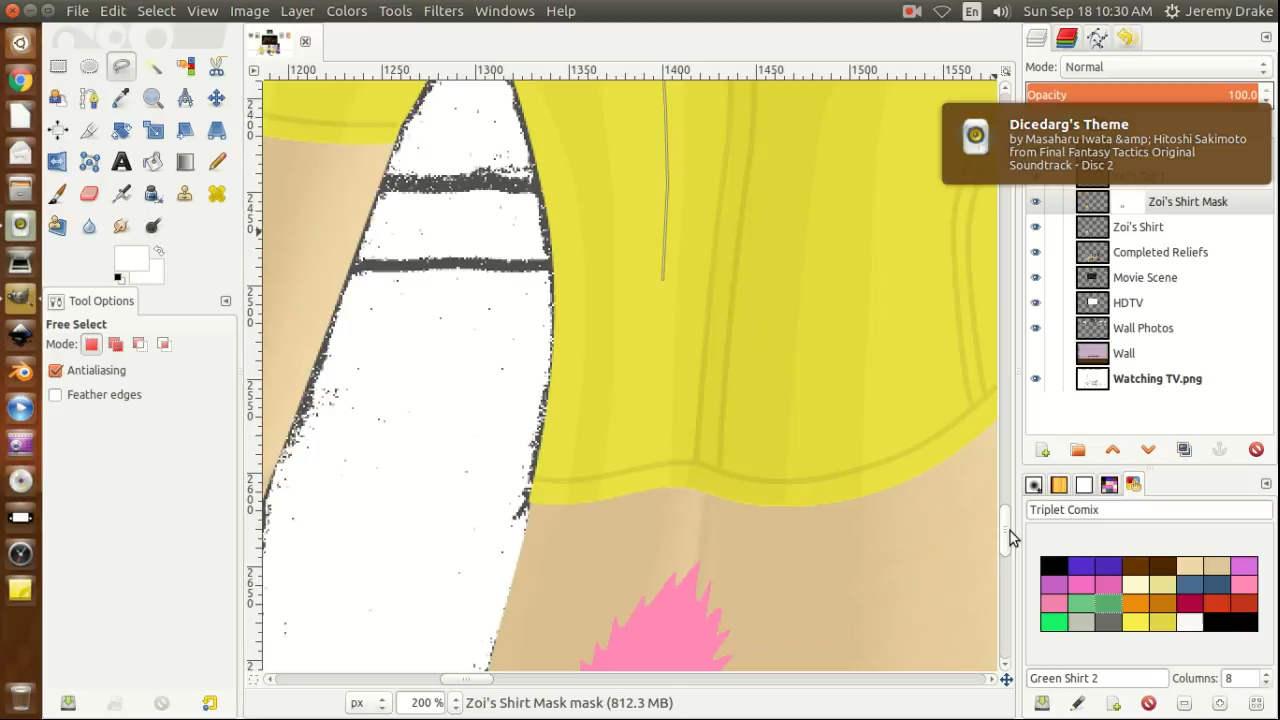 File Edit Select View Image Layer Colors Tools Filters Windows Help
En Sun Sep 18 10:30 AM Jeremy Drake
1200 1250 1300 1350 1400 1450 1500 1550
Mode: Normal
Opacity 100.0
Dicedarg's Theme
by Masaharu Iwata &amp; Hitoshi Sakimoto
from Final Fantasy Tactics Original
Soundtrack - Disc 2
Zoi's Shirt Mask
Zoi's Shirt
Completed Reliefs
Movie Scene
HDTV
Wall Photos
Wall
Watching TV.png
Tool Options
Free Select
Mode:
Antialiasing
Feather edges
Triplet Comix
Green Shirt 2 Columns: 8
px 200 % Zoi's Shirt Mask mask (812.3 MB)